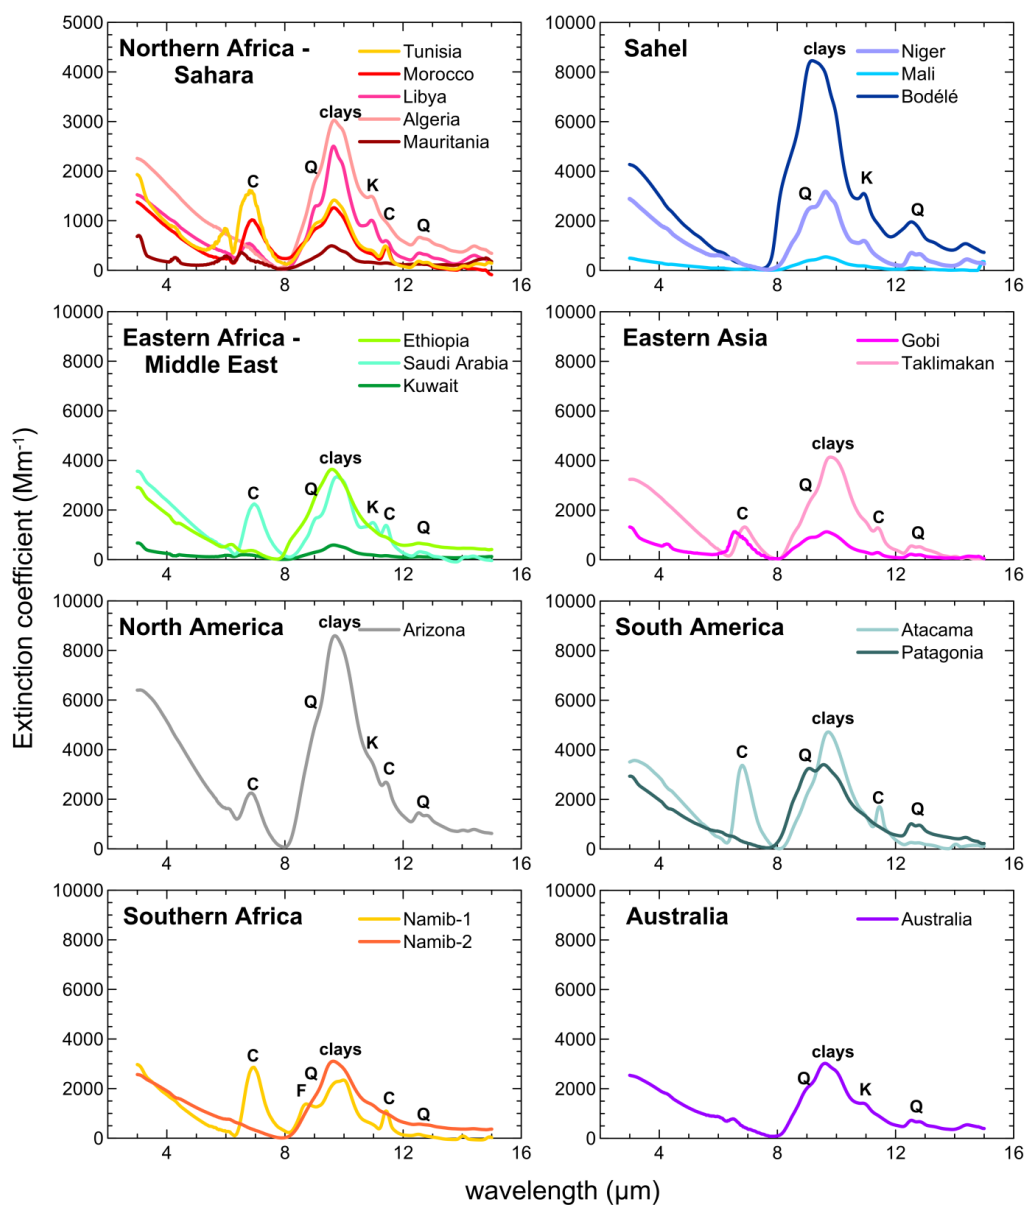 Extinction coefficient (Mm-1)
Northern Africa -
Sahara
Tunisia
Morocco
Libya
Algeria
Mauritania
5000
4000
3000
2000
1000
0
4
8
12
16
clays
Q
K
C
C
Q
Sahel
Niger
Mali
Bodélé
10000
8000
6000
4000
2000
0
4
8
12
16
clays
Q
K
Q
Eastern Africa -
Middle East
Ethiopia
Saudi Arabia
Kuwait
10000
8000
6000
4000
2000
0
4
8
12
16
clays
C
Q
K
C
Q
Eastern Asia
Gobi
Taklimakan
10000
8000
6000
4000
2000
0
4
8
12
16
clays
Q
C
C
Q
North America
Arizona
10000
8000
6000
4000
2000
0
4
8
12
16
clays
Q
K
C
C
Q
South America
Atacama
Patagonia
10000
8000
6000
4000
2000
0
4
8
12
16
clays
C
Q
C
Q
Southern Africa
Namib-1
Namib-2
10000
8000
6000
4000
2000
0
4
8
12
16
clays
C
Q
F
C
Q
Australia
Australia
10000
8000
6000
4000
2000
0
4
8
12
16
clays
Q
K
Q
wavelength (µm)